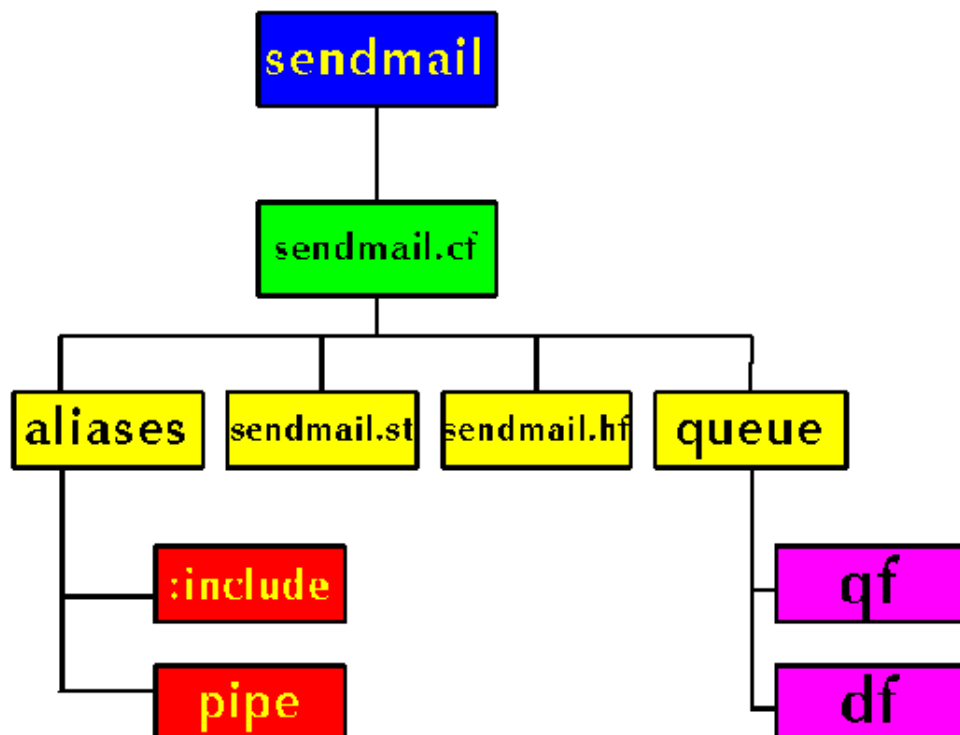 sendmail
sendmail.cf
aliases
sendmail.st
sendmail.hf
queue
:include
qf
pipe
df